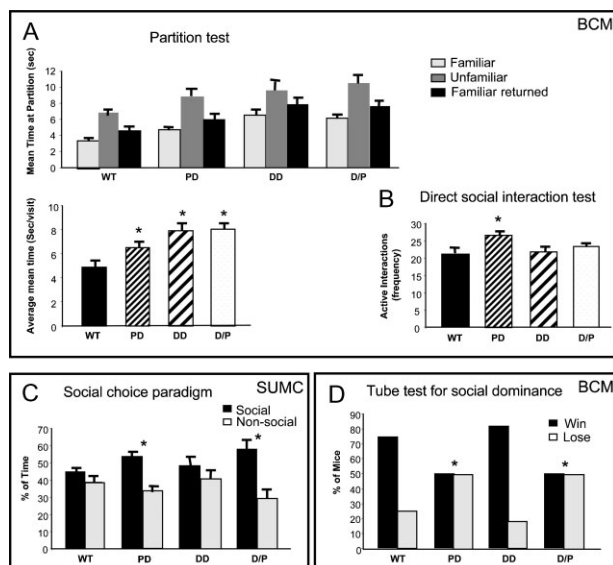 A
Partition test
BCM
Familiar
Unfamiliar
Familiar returned
Mean Time at Partition (sec)
12
10
8
6
4
2
0
WT PD DD D/P
Average mean time (Sec/visit)
10
8
6
4
2
0
* * *
WT PD DD D/P
B
Direct social interaction test
Active Interactions
(frequency)
30
25
20
15
10
5
0
*
WT PD DD D/P
C
Social choice paradigm
SUMC
Social
Non-social
% of Time
70
60
50
40
30
20
10
0
* *
WT PD DD D/P
D
Tube test for social dominance
BCM
Win
Lose
% of Mice
90
80
70
60
50
40
30
20
10
0
* *
WT PD DD D/P